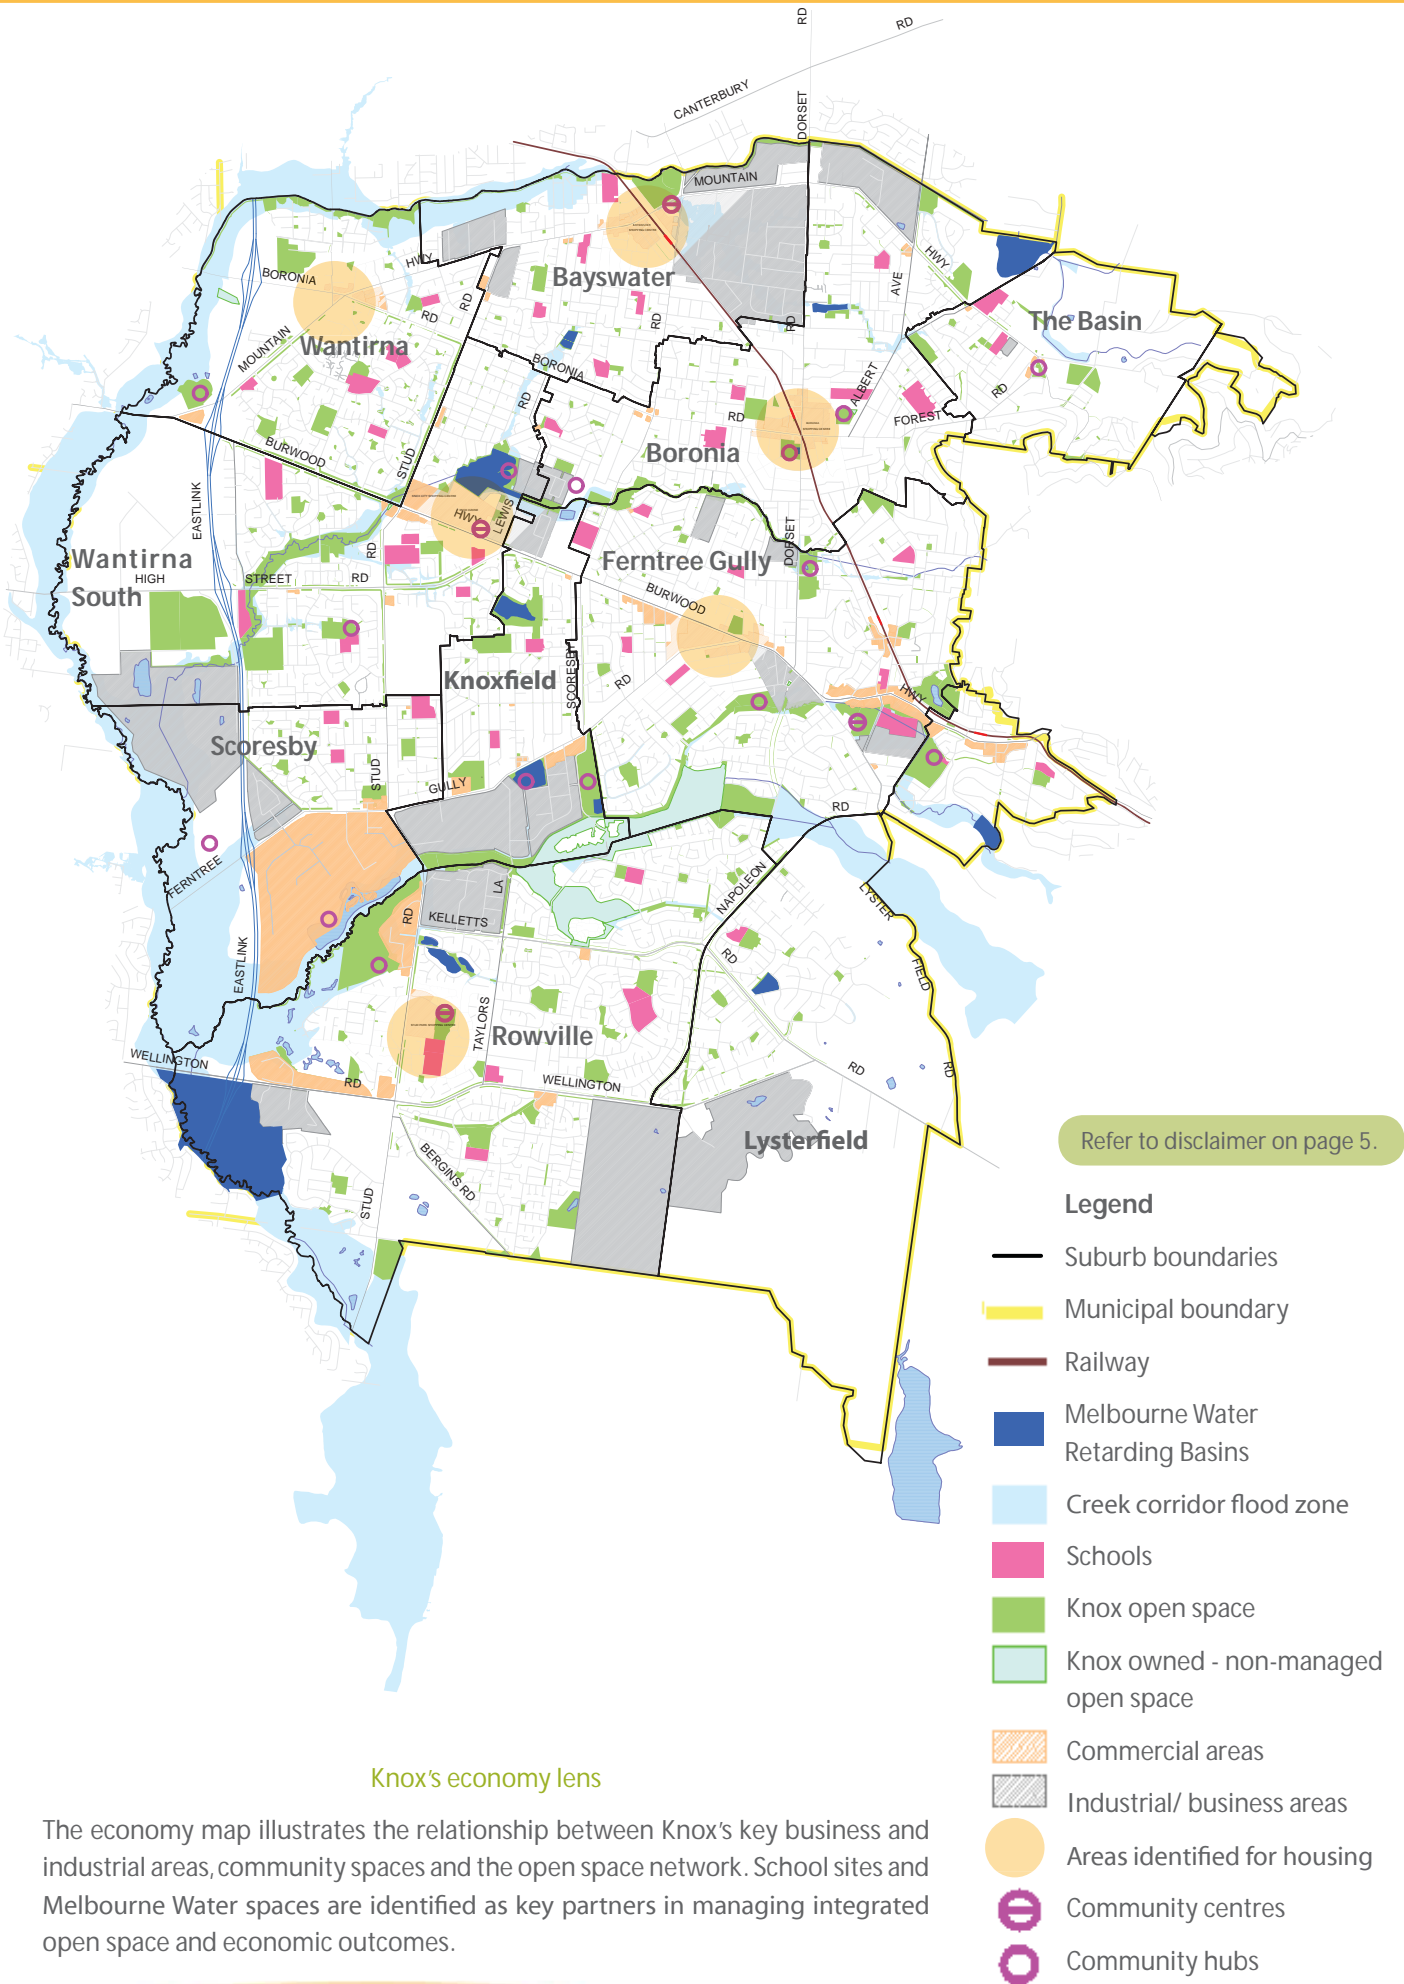 RD
RD
CANTERBURY
DORSET
MOUNTAIN
HWY
BORONIA
HWY
Bayswater
AVE
RD
RD
The Basin
RD
RD
MOUNTAIN
Wantirna
BORONIA
ALBERT
RD
RD
RD
FOREST
BURWOOD
STUD
Boronia
EASTLINK
LEWIS
HWY
DORSET
Wantirna
South
HIGH
STREET
RD
RD
Ferntree Gully
BURWOOD
SCORESBY
Knoxfield
RD
HWY
Scoresby
STUD
GULLY
RD
FERNTREE
LA
NAPOLEON
LYSTER
KELLETTS
RD
RD
FIELD
EASTLINK
TAYLORS
Rowville
WELLINGTON
RD
WELLINGTON
RD
RD
Lysterfield
BERGINS RD
STUD
Refer to disclaimer on page 5.
Legend
Suburb boundaries
Municipal boundary
Railway
Melbourne Water
Retarding Basins
Creek corridor flood zone
Schools
Knox open space
Knox owned - non-managed
open space
Commercial areas
Industrial/ business areas
Areas identified for housing
Community centres
Community hubs
Knox's economy lens
The economy map illustrates the relationship between Knox's key business and
industrial areas, community spaces and the open space network. School sites and
Melbourne Water spaces are identified as key partners in managing integrated
open space and economic outcomes.